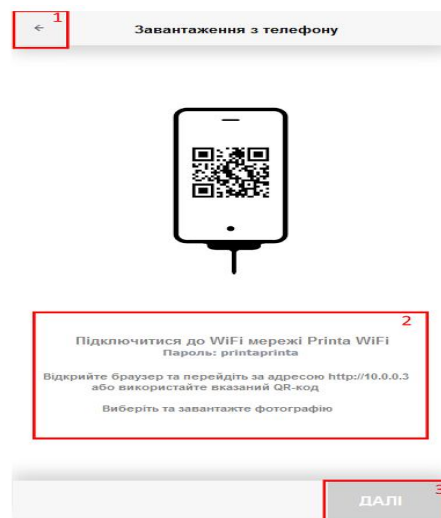 ← 1
Завантаження з телефону
2
Підключитися до WiFi мережі Printa WiFi
Пароль: printaprinta
Відкрийте браузер та перейдіть за адресою http://10.0.0.3
або використайте вказаний QR-код
Виберіть та завантажте фотографію
3
ДАЛІ